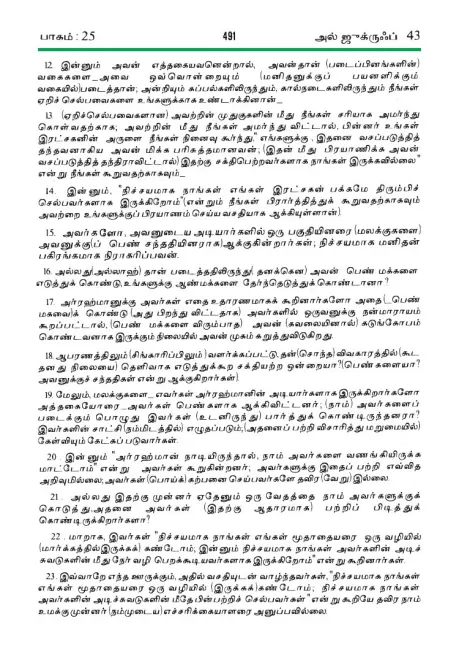 பாகம் : 25 491 அல் ஜுக்ருஃப் 43
12. இன்னும் அவன் எத்தகையவனென்றால், அவன்தான் (படைப்பினங்களின்)
வகைகளை_ அவை ஒவ்வொன்றையும் (மனிதனுக்குப் பயனளிக்கும்
வகையில்)படைத்தான்; அன்றியும் கப்பல்களிலிருந்தும், கால்நடைகளிலிருந்தும் நீங்கள்
ஏறிச் செல்பவைகளை உங்களுக்காக உண்டாக்கினான்_
13. (ஏறிச்செல்பவைகளான) அவற்றின் முதுகுகளின் மீது நீங்கள் சரியாக அமர்ந்து
கொள்வதற்காக; அவற்றின் மீது நீங்கள் அமர்ந்து விட்டால், பின்னர் உங்கள்
இரட்சகனின் அருளை நீங்கள் நினைவு கூர்ந்து, "எங்களுக்கு, இதனை வசப்படுத்தித்
தந்தவனாகிய அவன் மிக்க பரிசுத்தமானவன்; (இதன் மீது பிரயாணிக்க அவன்
வசப்படுத்தித் தந்திராவிட்டால்) இதற்கு சக்திபெற்றவர்களாக நாங்கள் இருக்கவில்லை"
என்று நீங்கள் கூறுவதற்காகவும்_
14. இன்னும், "நிச்சயமாக நாங்கள் எங்கள் இரட்சகன் பக்கமே திரும்பிச்
செல்பவர்களாக இருக்கிறோம்"(என்றும் நீங்கள் பிரார்த்தித்துக் கூறுவதற்காகவும்
அவற்றை உங்களுக்குப் பிரயாணம் செய்ய வசதியாக ஆக்கியுள்ளான்)
15. அவர்களோ, அவனுடைய அடியார்களில் ஒரு பகுதியினரை (மலக்குகளை)
அவனுக்கு(ப் பெண் சந்ததியினராக)ஆக்குகின்றார்கள்; நிச்சயமாக மனிதன்
பகிரங்கமாக நிராகரிப்பவன்.
16. அல்லது(அல்லாஹ்) தான் படைத்ததிலிருந்து( தனக்கென) அவன் பெண் மக்களை
எடுத்துக் கொண்டு,உங்களுக்கு ஆண்மக்களை தேர்ந்தெடுத்துக் கொண்டானா ?
17. அர்ரஹ்மானுக்கு அவர்கள் எதை உதாரணமாகக் கூறினார்களோ அதை (_பெண்
மகவை)க் கொண்டு (அது பிறந்து விட்டதாக) அவர்களில் ஒருவனுக்கு நன்மாராயம்
கூறப்பட்டால், (பெண் மக்களை விரும்பாத) அவன் (கவலையினால்) கடுங்கோபம்
கொண்டவனாக இருக்கும் நிலையில் அவன் முகம் கறுத்துவிடுகிறது.
18. ஆபரணத்திலும்(சிங்காரிப்பிலும்) வளர்க்கப்பட்டு,தன்(சொந்த)விவகாரத்தில்(கூட
தனது நிலையை) தெளிவாக எடுத்துக்கூற சக்தியற்ற ஒன்றையா?(பெண்களையா?
அவனுக்குச் சந்ததிகள் என்று ஆக்குகிறார்கள்)
19. மேலும், மலக்குகளை_ எவர்கள் அர்ரஹ்மானின் அடியார்களாக இருக்கிறார்களோ
அத்தகையோரை_ அவர்கள் பெண்களாக ஆக்கிவிட்டனர்; (நாம்) அவர்களைப்
படைக்கும் பொழுது இவர்கள் (உடனிருந்து) பார்த்துக் கொண்டிருந்தனரா?
இவர்களின் சாட்சி (நம்மிடத்தில்) எழுதப்படும்;(அதனைப் பற்றி விசாரித்து மறுமையில்)
கேள்வியும் கேட்கப் படுவார்கள்.
20 . இன்னும் "அர்ரஹ்மான் நாடியிருந்தால், நாம் அவர்களை வணங்கியிருக்க
மாட்டோம்" என்று அவர்கள் கூறுகின்றனர்; அவர்களுக்கு இதைப் பற்றி எவ்வித
அறிவுமில்லை;அவர்கள்(பொய்க்)கற்பனை செய்பவர்களே தவிர (வேறு)இல்லை.
21 . அல்லது இதற்கு முன்னர் ஏதேனும் ஒரு வேதத்தை நாம் அவர்களுக்குக்
கொடுத்து,அதனை அவர்கள் (இதற்கு ஆதாரமாக) பற்றிப் பிடித்துக்
கொண்டிருக்கிறார்களா?
22 . மாறாக, இவர்கள் "நிச்சயமாக நாங்கள் எங்கள் மூதாதையரை ஒரு வழியில்
(மார்க்கத்தில்இருக்கக்) கண்டோம்; இன்னும் நிச்சயமாக நாங்கள் அவர்களின் அடிச்
சுவடுகளின் மீது நேர் வழி பெறக்கூடியவர்களாக இருக்கிறோம்" என்று கூறினார்கள்.
23. இவ்வாறே எந்த ஊருக்கும், அதில் வசதியுடன் வாழ்ந்தவர்கள், "நிச்சயமாக நாங்கள்
எங்கள் மூதாதையரை ஒரு வழியில் (இருக்கக்)கண்டோம்; நிச்சயமாக நாங்கள்
அவர்களின் அடிச்சுவடுகளின் மீதே பின்பற்றிச் செல்பவர்கள்" என்று கூறியே தவிர நாம்
உமக்கு முன்னர் (நம்முடைய) எச்சரிக்கையாளரை அனுப்பவில்லை.